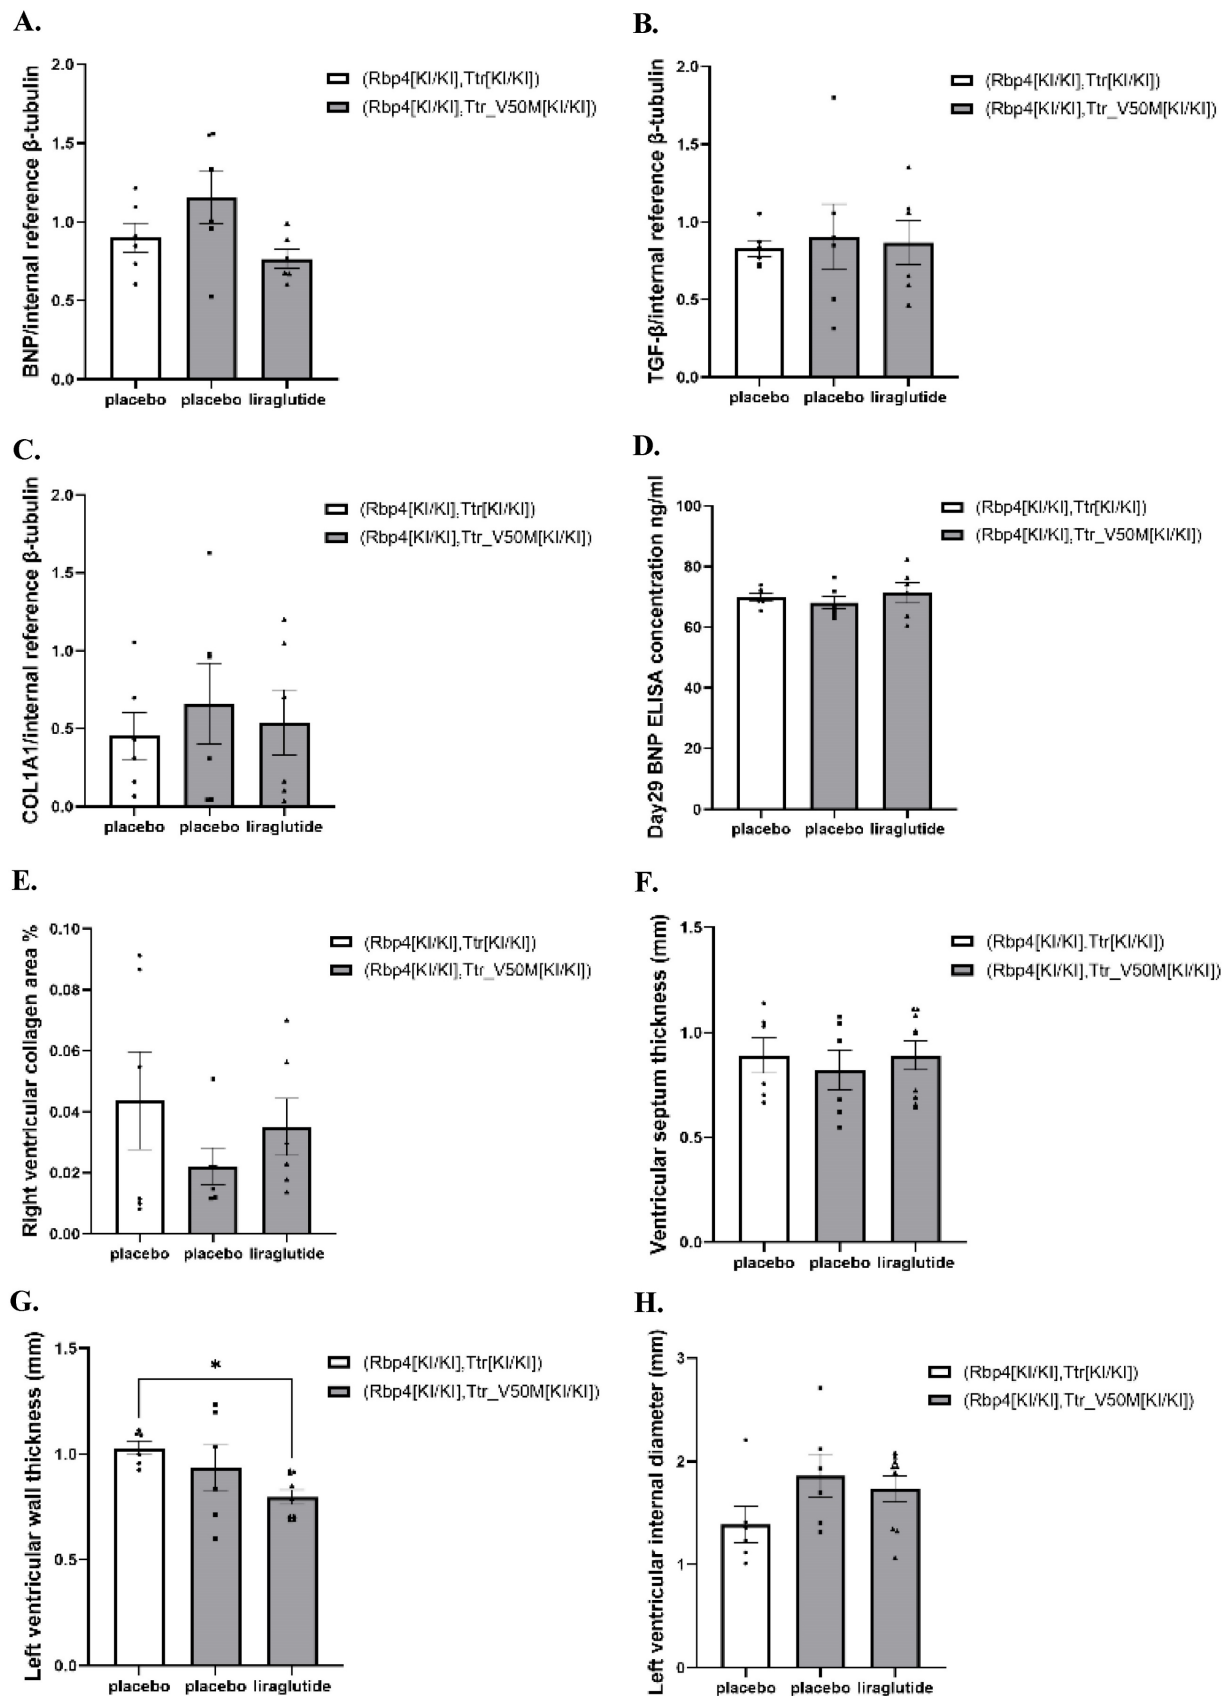 A.
BNP/internal reference β-tubulin
2.0
1.5
1.0
0.5
0.0
(Rbp4[KI/KI],Ttr[KI/KI])
(Rbp4[KI/KI],Ttr_V50M[KI/KI])
placebo placebo liraglutide
B.
TGF-β/internal reference β-tubulin
2.0
1.5
1.0
0.5
0.0
(Rbp4[KI/KI],Ttr[KI/KI])
(Rbp4[KI/KI],Ttr_V50M[KI/KI])
placebo placebo liraglutide
C.
COL1A1/internal reference β-tubulin
2.0
1.5
1.0
0.5
0.0
(Rbp4[KI/KI],Ttr[KI/KI])
(Rbp4[KI/KI],Ttr_V50M[KI/KI])
placebo placebo liraglutide
D.
Day29 BNP ELISA concentration ng/ml
100
80
60
40
20
0
(Rbp4[KI/KI],Ttr[KI/KI])
(Rbp4[KI/KI],Ttr_V50M[KI/KI])
placebo placebo liraglutide
E.
Right ventricular collagen area %
0.10
0.08
0.06
0.04
0.02
0.00
(Rbp4[KI/KI],Ttr[KI/KI])
(Rbp4[KI/KI],Ttr_V50M[KI/KI])
placebo placebo liraglutide
F.
Ventricular septum thickness (mm)
1.5
1.0
0.5
0.0
(Rbp4[KI/KI].Ttr[KI/KI])
(Rbp4[KI/KI],Ttr_V50M[KI/KI])
placebo placebo liraglutide
G.
Left ventricular wall thickness (mm)
1.5
1.0
0.5
0.0
*
(Rbp4[KI/KI],Ttr[KI/KI])
(Rbp4[KI/KI],Ttr_V50M[KI/KI])
placebo placebo liraglutide
H.
Left ventricular internal diameter (mm)
3
2
1
0
(Rbp4[KI/KI],Ttr[KI/KI])
(Rbp4[KI/KI],Ttr_V50M[KI/KI])
placebo placebo liraglutide